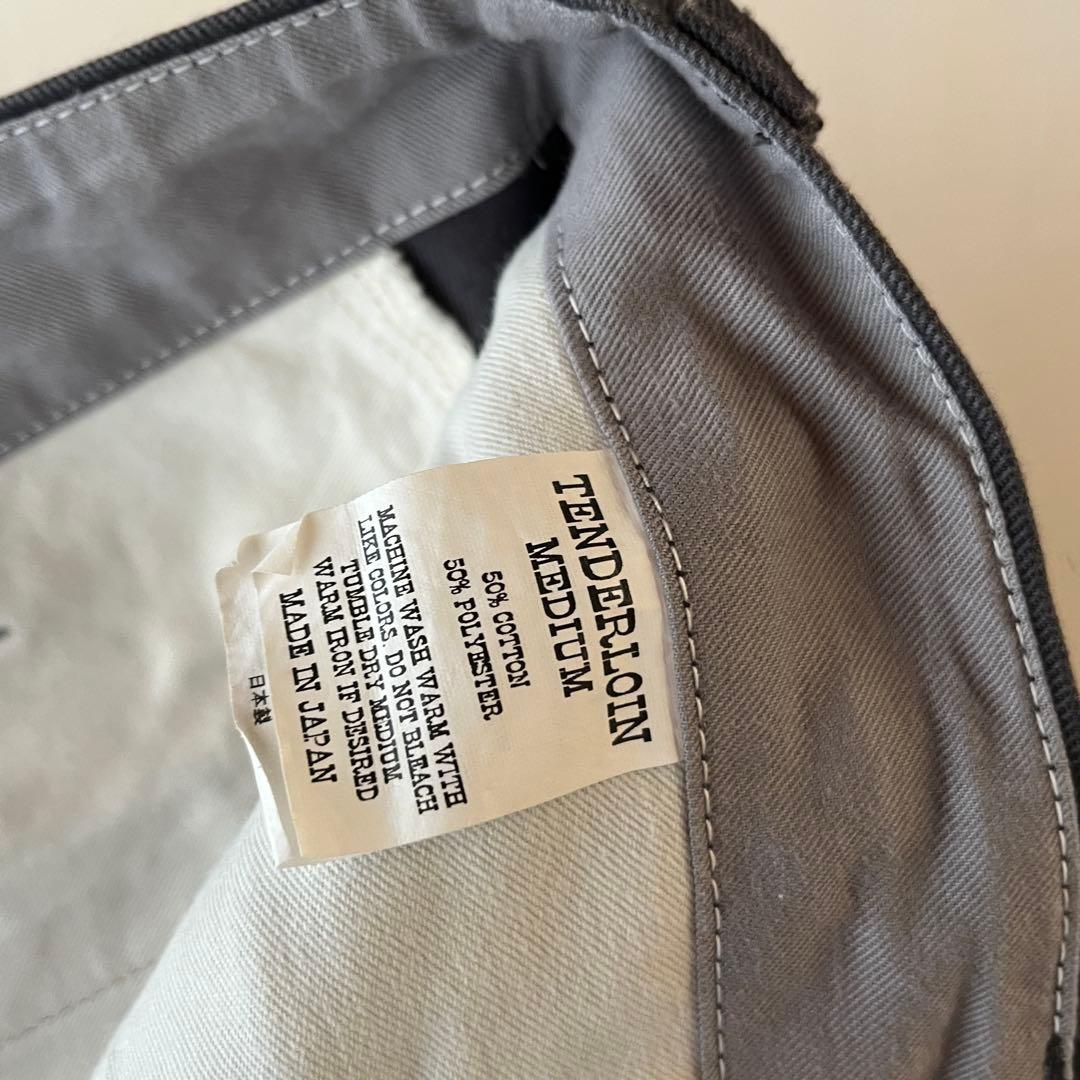 TENDERLOIN
MEDIUM
50% COTTON
50% POLYESTER
MACHINE WASH WARM WITH
LIKE COLORS. DO NOT BLEACH
TUMBLE DRY MEDIUM
WARM IRON IF DESIRED
MADE IN JAPAN
日本製